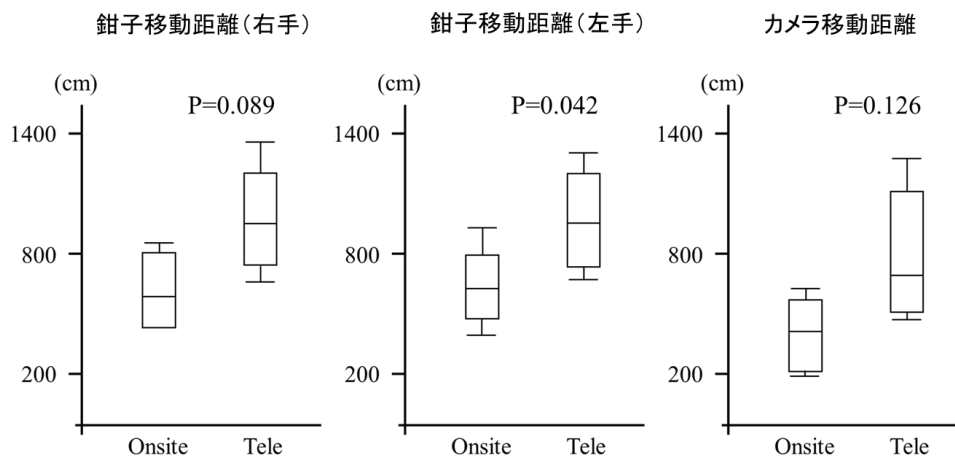 鉗子移動距離（右手）
(cm)
P=0.089
1400
800
200
Onsite Tele
鉗子移動距離（左手）
(cm)
P=0.042
1400
800
200
Onsite Tele
カメラ移動距離
(cm)
P=0.126
1400
800
200
Onsite Tele